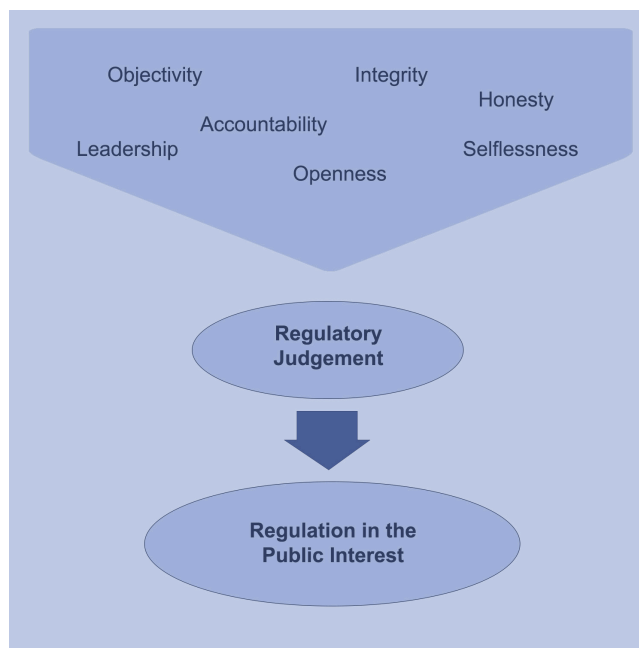 Objectivity
Integrity
Honesty
Accountability
Leadership
Selflessness
Openness
Regulatory
Judgement
Regulation in the
Public Interest